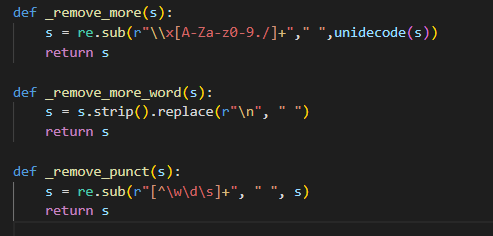 def _remove_more(s):
    s = re.sub(r"\\x[A-Za-z0-9./]+"," ",unidecode(s))
    return s
def _remove_more_word(s):
    s = s.strip().replace(r"\n", " ")
    return s
def _remove_punct(s):
    s = re.sub(r"[^\w\d\s]+", " ", s)
    return s